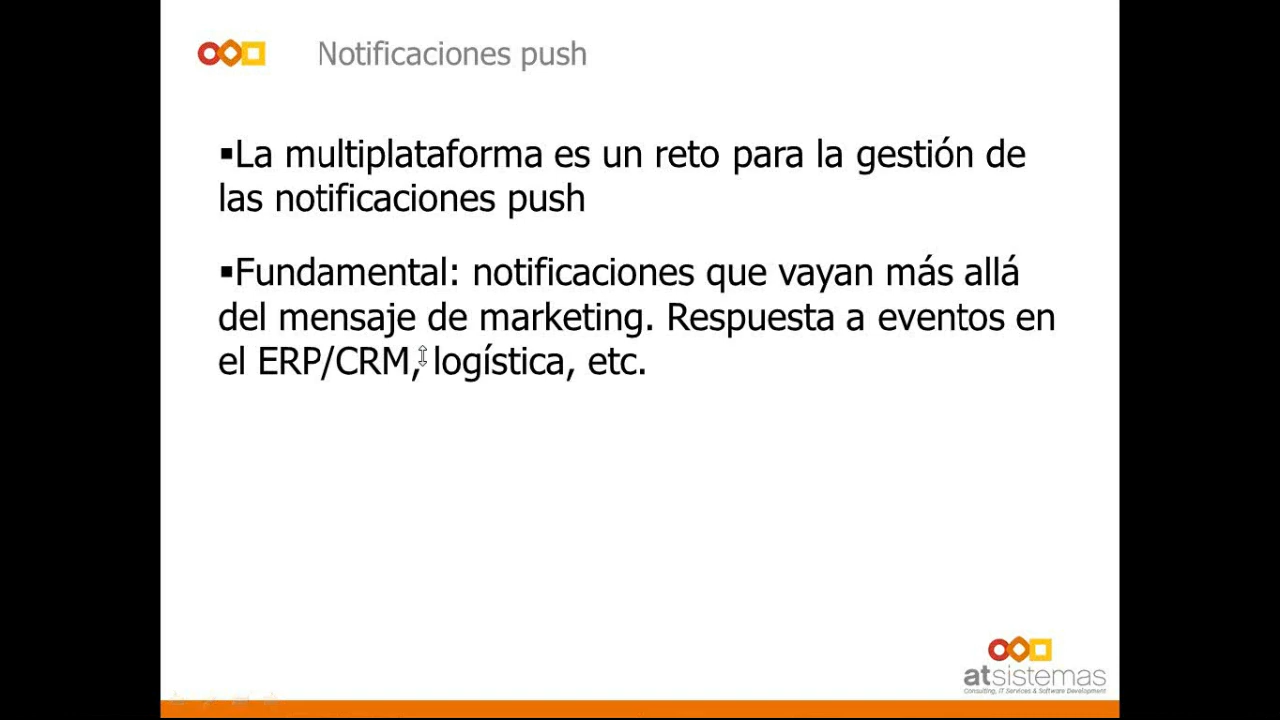 Notificaciones push
▪La multiplataforma es un reto para la gestión de
las notificaciones push
▪Fundamental: notificaciones que vayan más allá
del mensaje de marketing. Respuesta a eventos en
el ERP/CRM, logística, etc.
atsistemas
Consulting, IT Services & Software Development